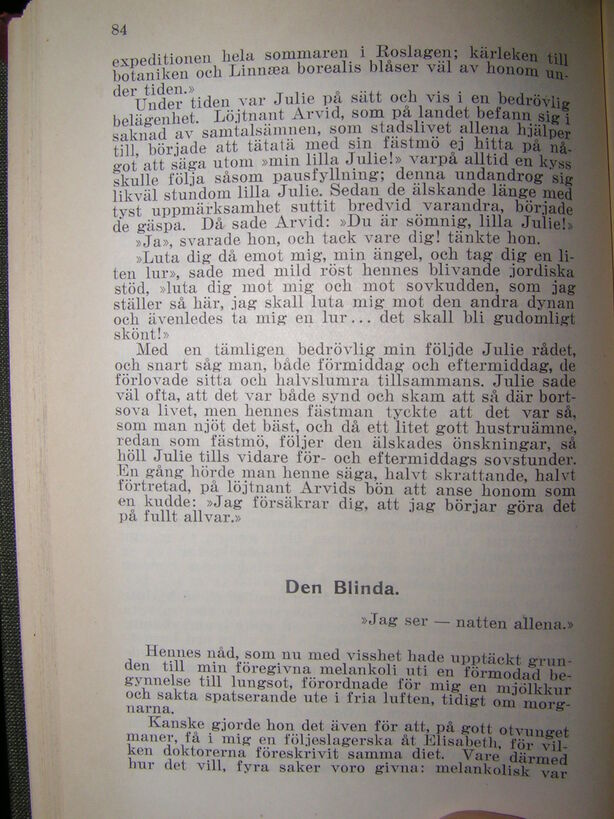 84
expeditionen hela sommaren i Roslagen; kärleken till
botaniken och Linnæa borealis blåser väl av honom un-
der tiden.»
Under tiden var Julie på sätt och vis i en bedrövlig
belägenhet. Löjtnant Arvid, som på landet befann sig i
saknad av samtalsämnen, som stadslivet allena hjälper
till, började att tätatä med sin fästmö ej hitta på nå-
got att säga utom »min lilla Julie!» varpå alltid en kyss
skulle följa såsom pausfyllning; denna undandrog sig
likväl stundom lilla Julie. Sedan de älskande länge med
tyst uppmärksamhet suttit bredvid varandra, började
de gäspa. Då sade Arvid: »Du är sömnig, lilla Julie!»
»Ja», svarade hon, och tack vare dig! tänkte hon.
»Luta dig då emot mig, min ängel, och tag dig en li-
ten lur», sade med mild röst hennes blivande jordiska
stöd, »luta dig mot mig och mot sovkudden, som jag
ställer så här, jag skall luta mig mot den andra dynan
och ävenledes ta mig en lur... det skall bli gudomligt
skönt!»
Med en tämligen bedrövlig min följde Julie rådet,
och snart såg man, både förmiddag och eftermiddag, de
förlovade sitta och halvslumra tillsammans. Julie sade
väl ofta, att det var både synd och skam att så där bort-
sova livet, men hennes fästman tyckte att det var så,
som man njöt det bäst, och då ett litet gott hustruämne,
redan som fästmö, följer den älskades önskningar, så
höll Julie tills vidare för- och eftermiddags sovstunder.
En gång hörde man henne säga, halvt skrattande, halvt
förtretad, på löjtnant Arvids bön att anse honom som
en kudde: »Jag försäkrar dig, att jag börjar göra det
på fullt allvar.»
Den Blinda.
»Jag ser — natten allena.»
Hennes nåd, som nu med visshet hade upptäckt grun-
den till min föregivna melankoli uti en förmodad be-
gynnelse till lungsot, förordnade för mig en mjölkkur
och sakta spatserande ute i fria luften, tidigt om morg-
narna.
Kanske gjorde hon det även för att, på gott otvunget
maner, få i mig en följeslagerska åt Elisabeth, för vil-
ken doktorerna föreskrivit samma diet. Vare därmed
hur det vill, fyra saker voro givna: melankolisk var